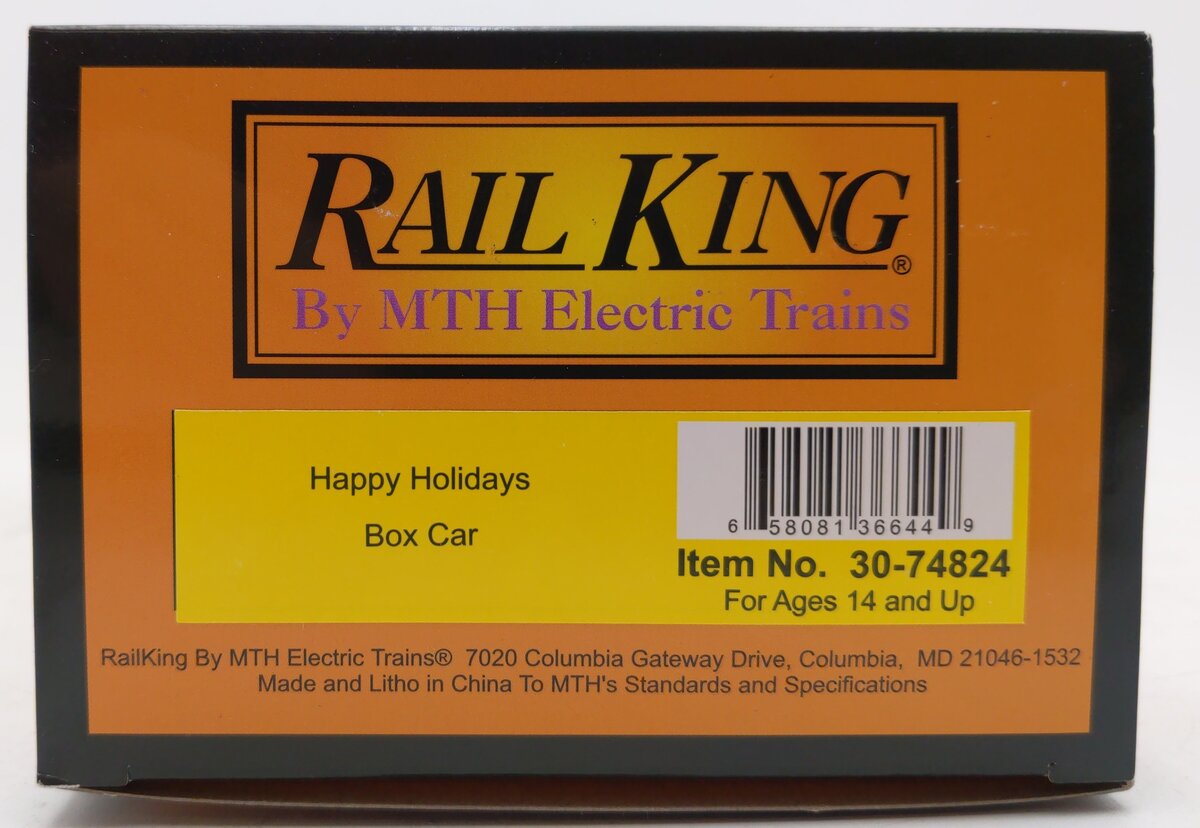 RAIL KING®
By MTH Electric Trains
Happy Holidays
Box Car
6 58081 36644 9
Item No. 30-74824
For Ages 14 and Up
RailKing By MTH Electric Trains® 7020 Columbia Gateway Drive, Columbia, MD 21046-1532
Made and Litho in China To MTH's Standards and Specifications